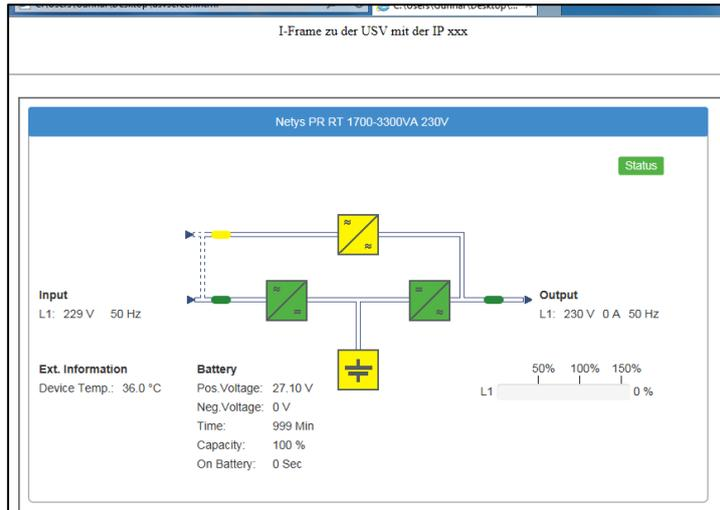 I-Frame zu der USV mit der IP xxx
Netys PR RT 1700-3300VA 230V
Status
Input
L1: 229 V 50 Hz
Output
L1: 230 V 0 A 50 Hz
Ext. Information
Device Temp.: 36.0 °C
Battery
Pos.Voltage: 27.10 V
Neg.Voltage: 0 V
Time: 999 Min
Capacity: 100 %
On Battery: 0 Sec
50% 100% 150%
L1 0 %